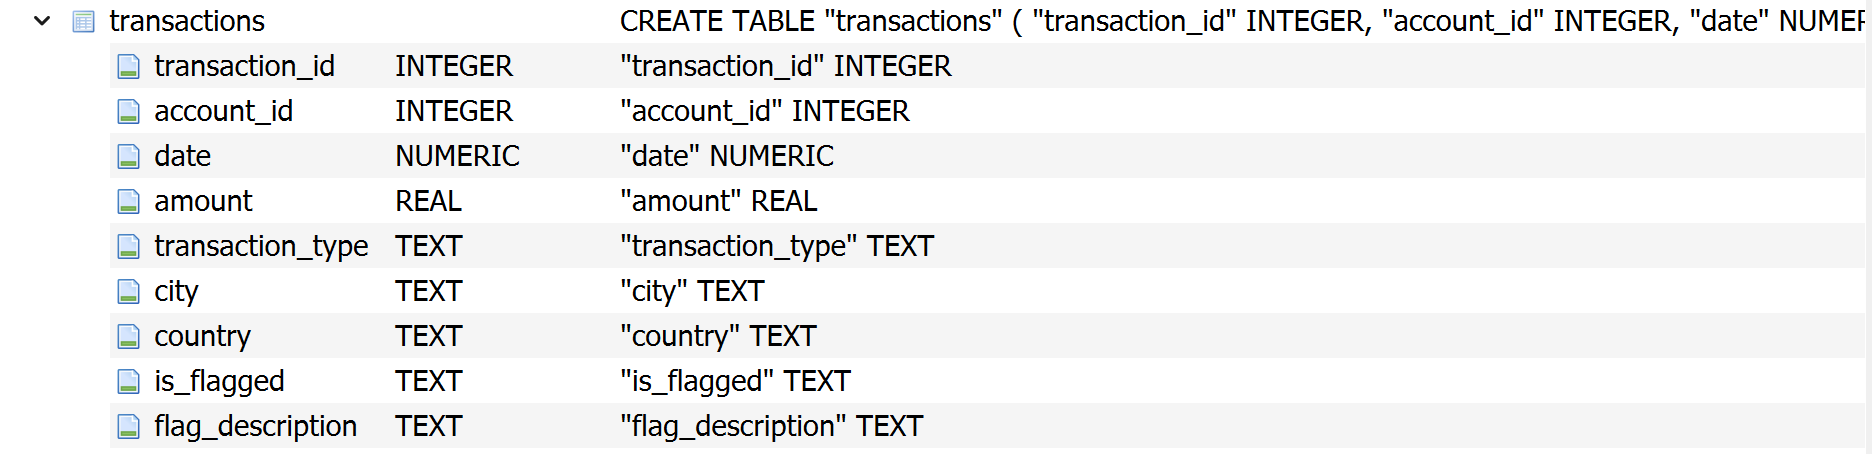 transactions CREATE TABLE "transactions" ( "transaction_id" INTEGER, "account_id" INTEGER, "date" NUMER
transaction_id INTEGER "transaction_id" INTEGER
account_id INTEGER "account_id" INTEGER
date NUMERIC "date" NUMERIC
amount REAL "amount" REAL
transaction_type TEXT "transaction_type" TEXT
city TEXT "city" TEXT
country TEXT "country" TEXT
is_flagged TEXT "is_flagged" TEXT
flag_description TEXT "flag_description" TEXT